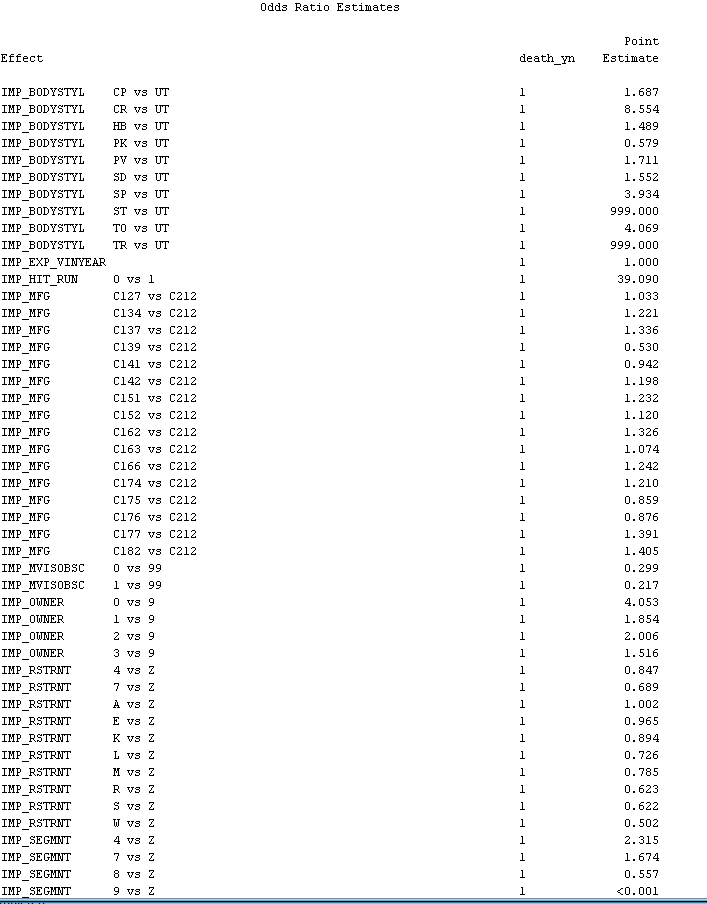 Odds Ratio Estimates
Point
Effect death_yn Estimate
IMP_BODYSTYL CP vs UT 1 1.687
IMP_BODYSTYL CR vs UT 1 8.554
IMP_BODYSTYL HB vs UT 1 1.489
IMP_BODYSTYL PK vs UT 1 0.579
IMP_BODYSTYL PV vs UT 1 1.711
IMP_BODYSTYL SD vs UT 1 1.552
IMP_BODYSTYL SP vs UT 1 3.934
IMP_BODYSTYL ST vs UT 1 999.000
IMP_BODYSTYL TO vs UT 1 4.069
IMP_BODYSTYL TR vs UT 1 999.000
IMP_EXP_VINYEAR 1 1.000
IMP_HIT_RUN 0 vs 1 1 39.090
IMP_MFG C127 vs C212 1 1.033
IMP_MFG C134 vs C212 1 1.221
IMP_MFG C137 vs C212 1 1.336
IMP_MFG C139 vs C212 1 0.530
IMP_MFG C141 vs C212 1 0.942
IMP_MFG C142 vs C212 1 1.198
IMP_MFG C151 vs C212 1 1.232
IMP_MFG C152 vs C212 1 1.120
IMP_MFG C162 vs C212 1 1.326
IMP_MFG C163 vs C212 1 1.074
IMP_MFG C166 vs C212 1 1.242
IMP_MFG C174 vs C212 1 1.210
IMP_MFG C175 vs C212 1 0.859
IMP_MFG C176 vs C212 1 0.876
IMP_MFG C177 vs C212 1 1.391
IMP_MFG C182 vs C212 1 1.405
IMP_MVISOBSC 0 vs 99 1 0.299
IMP_MVISOBSC 1 vs 99 1 0.217
IMP_OWNER 0 vs 9 1 4.053
IMP_OWNER 1 vs 9 1 1.854
IMP_OWNER 2 vs 9 1 2.006
IMP_OWNER 3 vs 9 1 1.516
IMP_RSTRNT 4 vs Z 1 0.847
IMP_RSTRNT 7 vs Z 1 0.689
IMP_RSTRNT A vs Z 1 1.002
IMP_RSTRNT E vs Z 1 0.965
IMP_RSTRNT K vs Z 1 0.894
IMP_RSTRNT L vs Z 1 0.726
IMP_RSTRNT M vs Z 1 0.785
IMP_RSTRNT R vs Z 1 0.623
IMP_RSTRNT S vs Z 1 0.622
IMP_RSTRNT W vs Z 1 0.502
IMP_SEGMNT 4 vs Z 1 2.315
IMP_SEGMNT 7 vs Z 1 1.674
IMP_SEGMNT 8 vs Z 1 0.557
IMP_SEGMNT 9 vs Z 1 <0.001